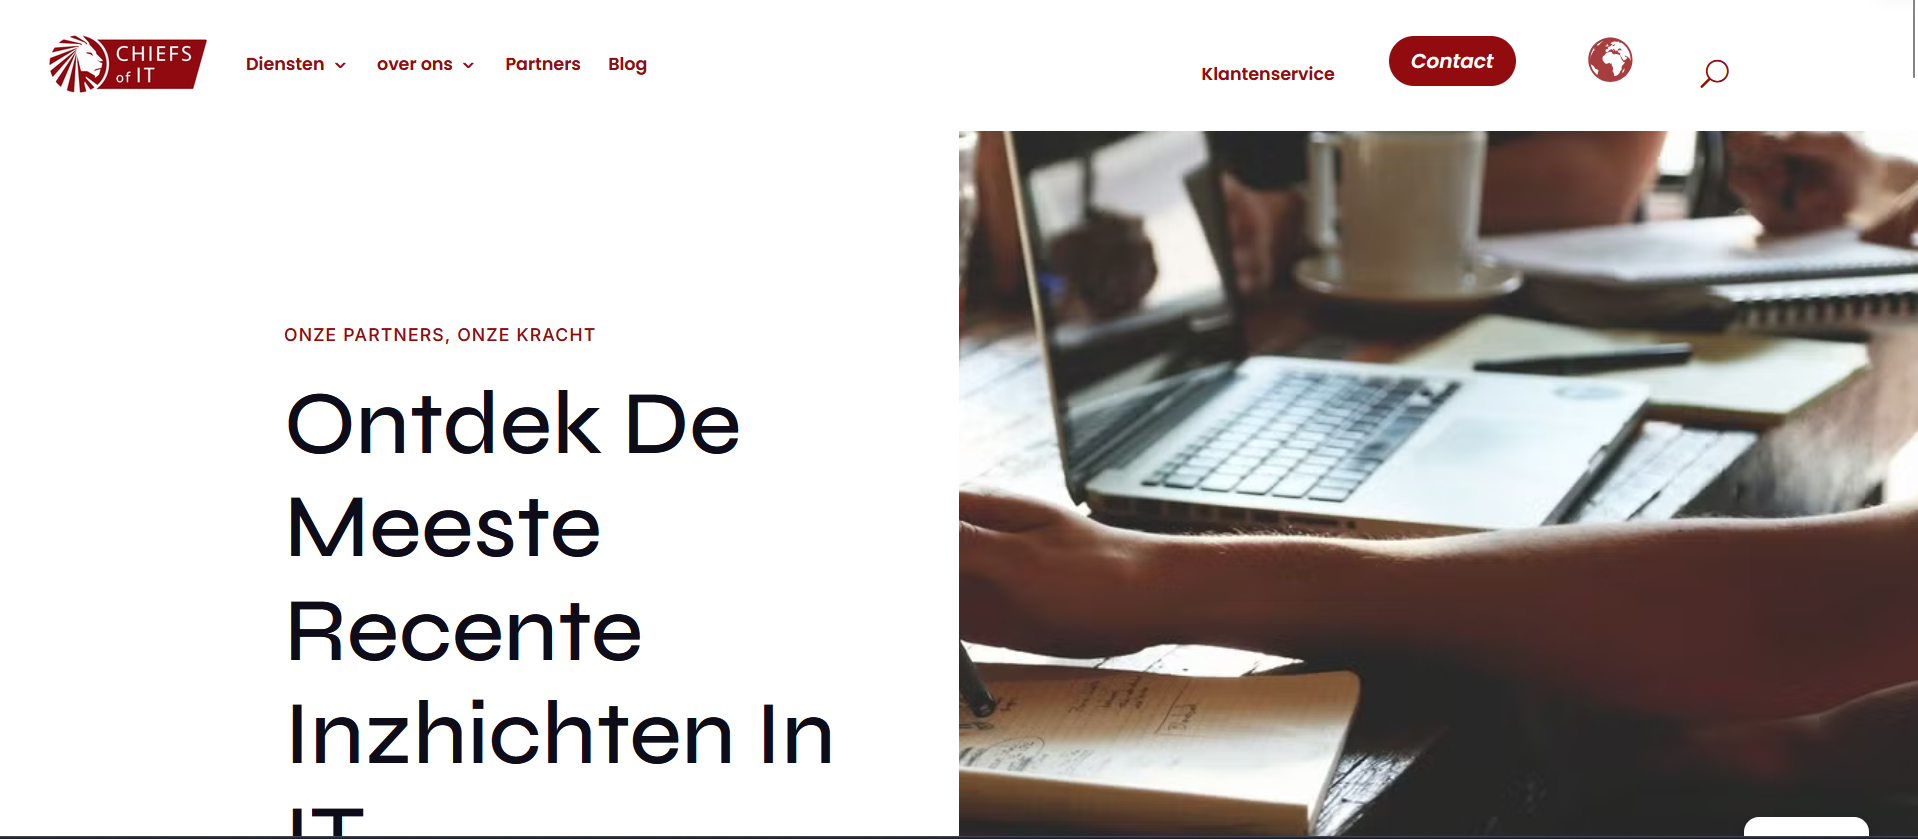 CHIEFS
of IT
Diensten
over ons
Partners
Blog
Klantenservice
Contact
ONZE PARTNERS, ONZE KRACHT
Ontdek De
Meeste
Recente
Inzhichten In
IT